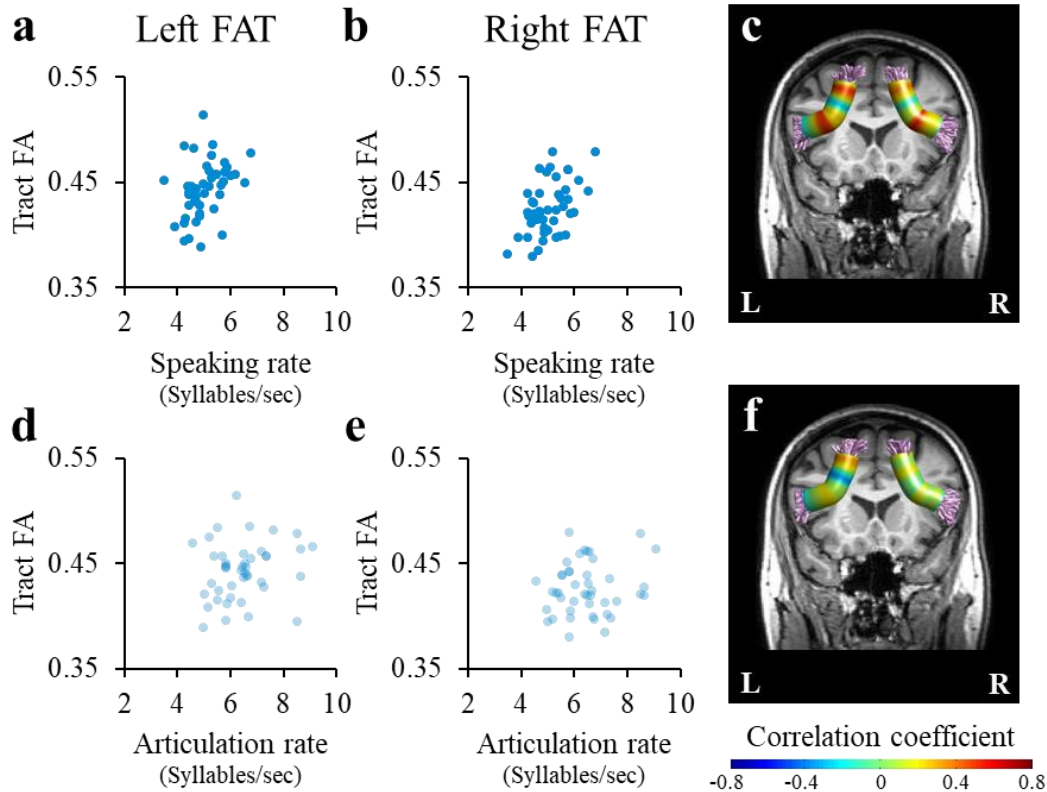 a
Left FAT
b
Right FAT
c
Tract FA
0.55
0.45
0.35
2 4 6 8 10
Speaking rate
(Syllables/sec)
Tract FA
0.55
0.45
0.35
2 4 6 8 10
Speaking rate
(Syllables/sec)
L R
d
e
f
Tract FA
0.55
0.45
0.35
2 4 6 8 10
Articulation rate
(Syllables/sec)
Tract FA
0.55
0.45
0.35
2 4 6 8 10
Articulation rate
(Syllables/sec)
L R
Correlation coefficient
-0.8 -0.4 0 0.4 0.8